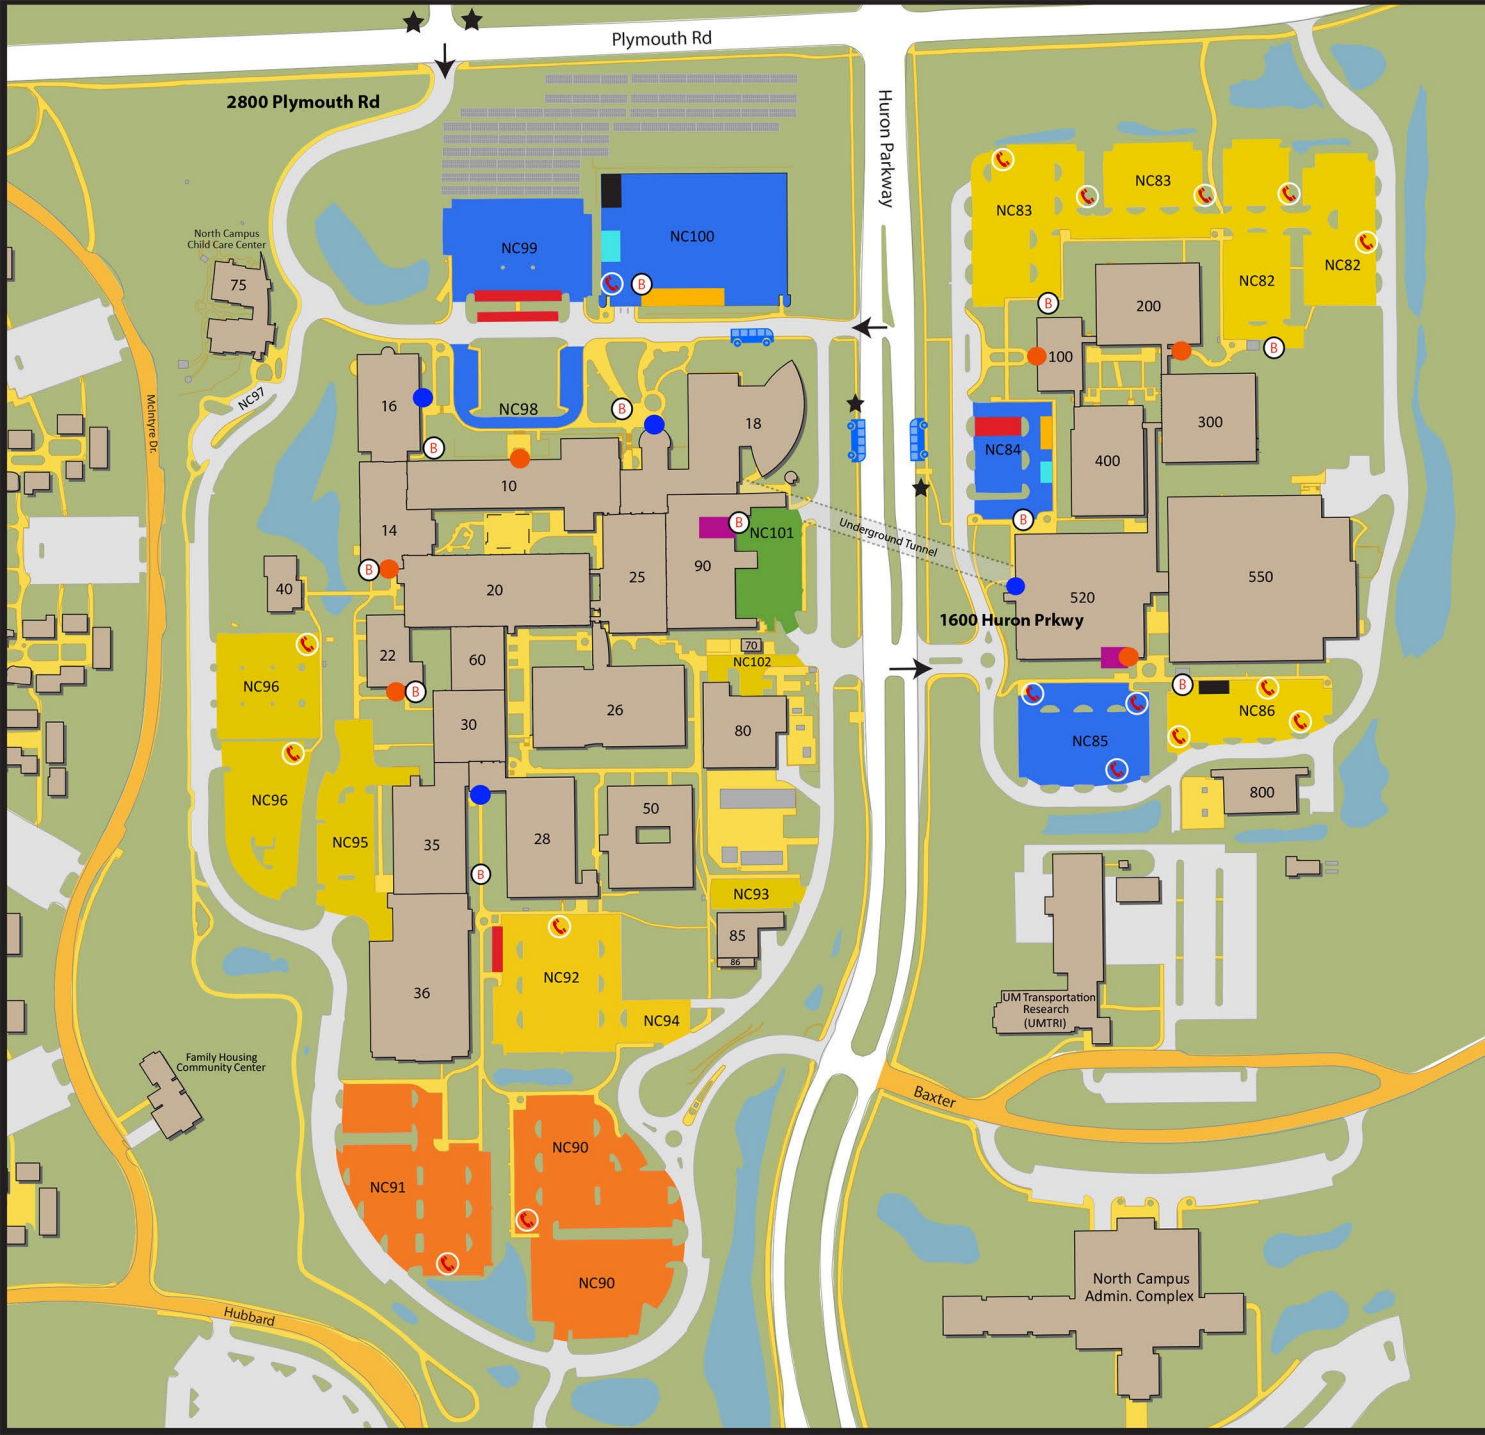 Plymouth Rd
2800 Plymouth Rd
Huron Parkway
NC83
NC83
NC82
NC82
NC99
NC100
B
North Campus
Child Care Center
75
200
B
B
100
B
16
NC98
B
18
NC97
McIntyre Dr.
300
B
NC84
400
10
B
B
NC101
14
Underground Tunnel
B
90
25
20
40
550
520
1600 Huron Prkwy
22
60
70
NC102
NC96
B
B
26
30
80
NC86
NC85
NC96
50
800
NC95
35
28
B
NC93
85
86
NC92
36
NC94
UM Transportation
Research
(UMTRI)
Family Housing
Community Center
Baxter
NC90
NC91
NC90
North Campus
Admin. Complex
Hubbard